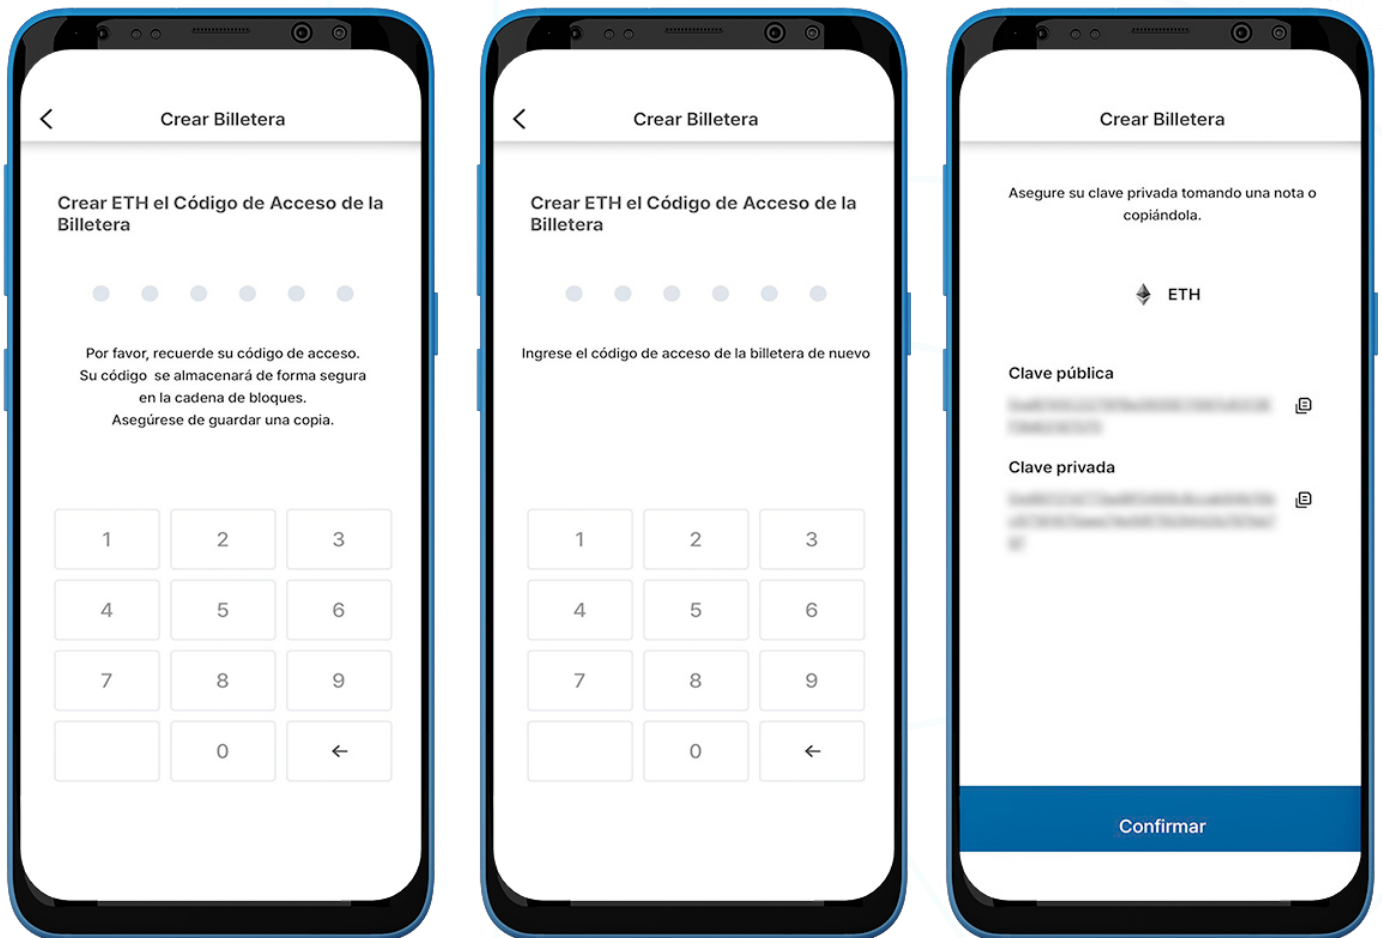 Crear Billetera
Crear ETH el Código de Acceso de la
Billetera
Por favor, recuerde su código de acceso.
Su código se almacenará de forma segura
en la cadena de bloques.
Asegúrese de guardar una copia.
1 2 3
4 5 6
7 8 9
0
Crear Billetera
Crear ETH el Código de Acceso de la
Billetera
Ingrese el código de acceso de la billetera de nuevo
1 2 3
4 5 6
7 8 9
0
Crear Billetera
Asegure su clave privada tomando una nota o
copiándola.
ETH
Clave pública
Clave privada
Confirmar